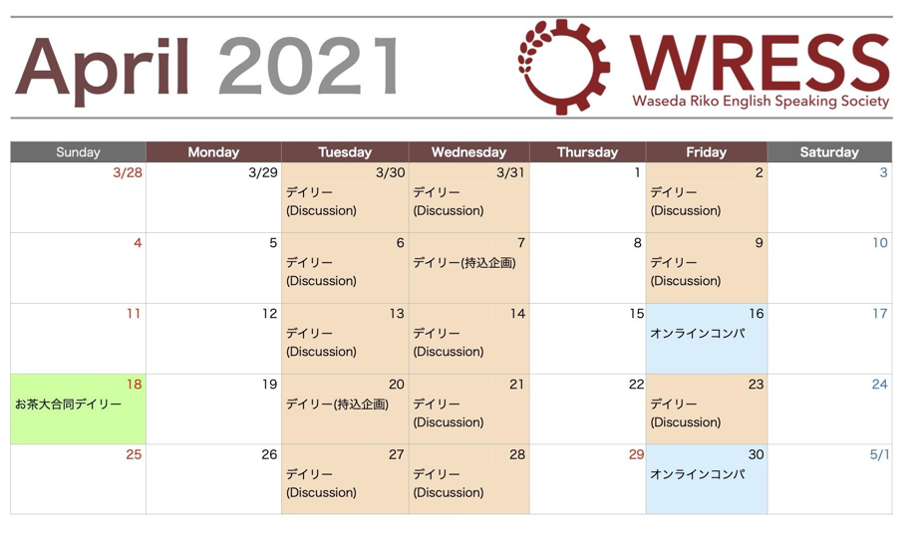 April 2021
WRESS
Waseda Riko English Speaking Society
Sunday Monday Tuesday Wednesday Thursday Friday Saturday
3/28 3/29 3/30 3/31 1 2 3
デイリー デイリー デイリー
(Discussion) (Discussion) (Discussion)
4 5 6 7 8 9 10
デイリー デイリー(持込企画) デイリー
(Discussion) (Discussion)
11 12 13 14 15 16 17
デイリー デイリー オンラインコンパ
(Discussion) (Discussion)
18 19 20 21 22 23 24
お茶大合同デイリー デイリー(持込企画) デイリー デイリー
(Discussion) (Discussion)
25 26 27 28 29 30 5/1
デイリー デイリー オンラインコンパ
(Discussion) (Discussion)